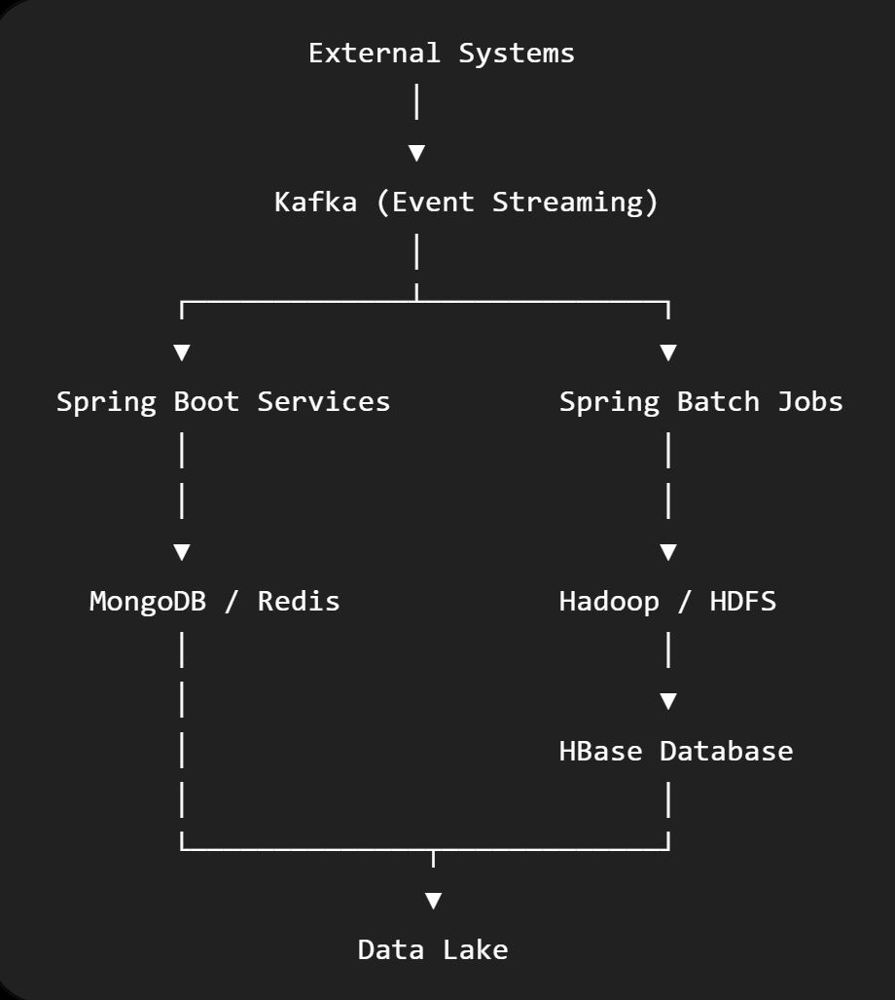 External Systems
Kafka (Event Streaming)
Spring Boot Services Spring Batch Jobs
MongoDB / Redis Hadoop / HDFS
HBase Database
Data Lake